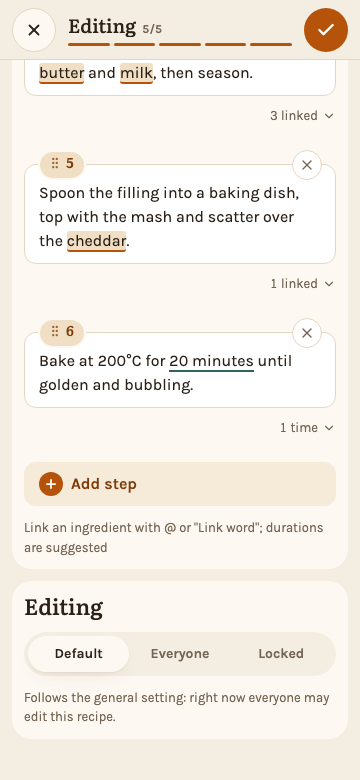 Editing 5/5
butter and milk, then season.
3 linked
5
Spoon the filling into a baking dish,
top with the mash and scatter over
the cheddar.
1 linked
6
Bake at 200°C for 20 minutes until
golden and bubbling.
1 time
Add step
Link an ingredient with @ or "Link word"; durations
are suggested
Editing
Default Everyone Locked
Follows the general setting: right now everyone may
edit this recipe.